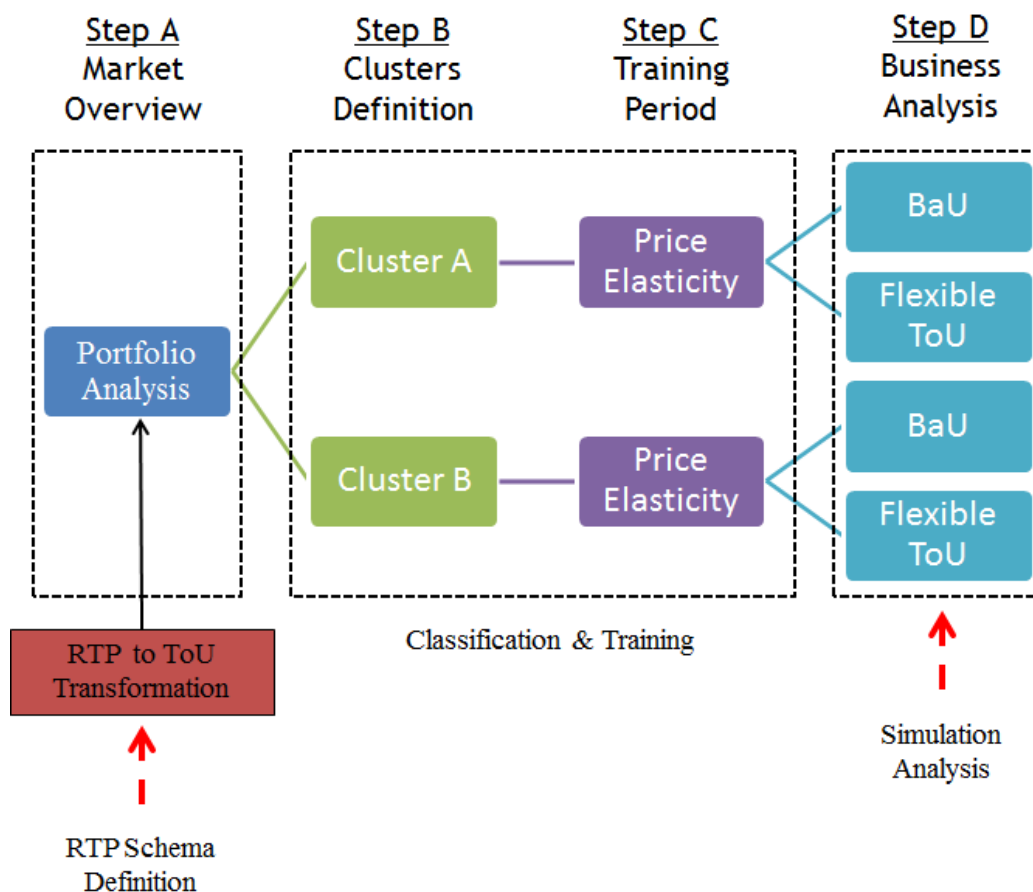 Step A
Market
Overview
Step B
Clusters
Definition
Step C
Training
Period
Step D
Business
Analysis
Portfolio
Analysis
Cluster A
Price
Elasticity
BaU
Flexible
ToU
Cluster B
Price
Elasticity
BaU
Flexible
ToU
RTP to ToU
Transformation
Classification & Training
Simulation
Analysis
RTP Schema
Definition